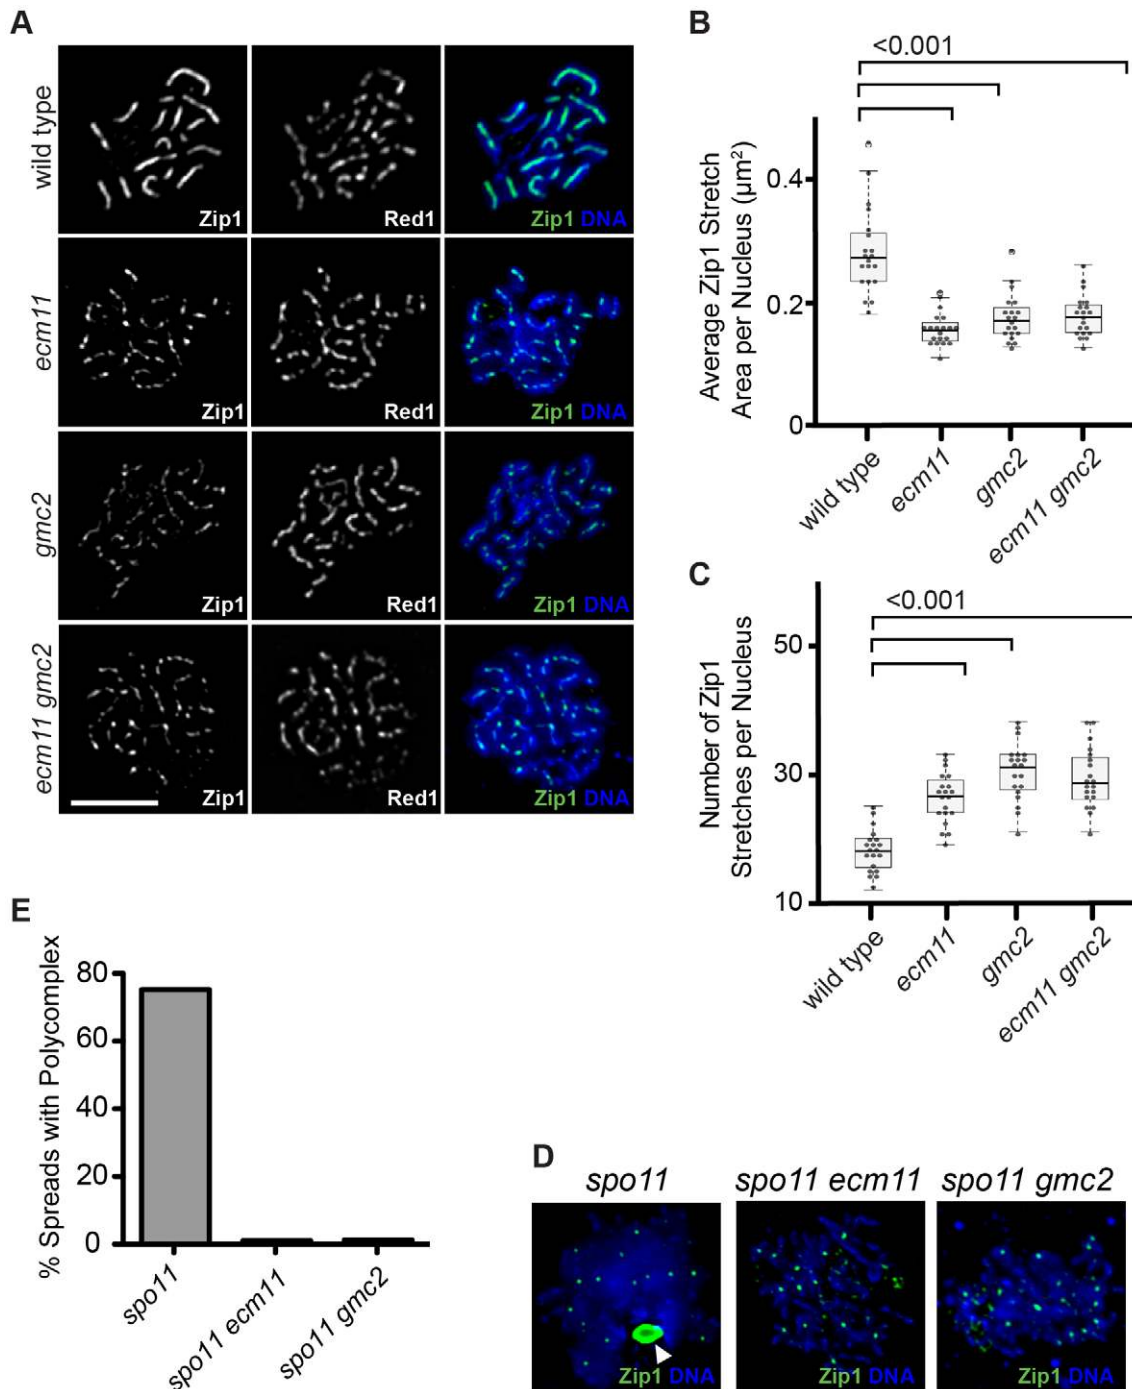 A
wild type
Zip1
Red1
Zip1 DNA
ecm11
Zip1
Red1
Zip1 DNA
gmc2
Zip1
Red1
Zip1 DNA
ecm11 gmc2
Zip1
Red1
Zip1 DNA
B
<0.001
Average Zip1 Stretch
Area per Nucleus (µm²)
0.4
0.2
0
wild type
ecm11
gmc2
ecm11 gmc2
C
<0.001
Number of Zip1
Stretches per Nucleus
50
30
10
wild type
ecm11
gmc2
ecm11 gmc2
E
% Spreads with Polycomplex
80
60
40
20
0
spo11
spo11 ecm11
spo11 gmc2
D
spo11
spo11 ecm11
spo11 gmc2
Zip1 DNA
Zip1 DNA
Zip1 DNA